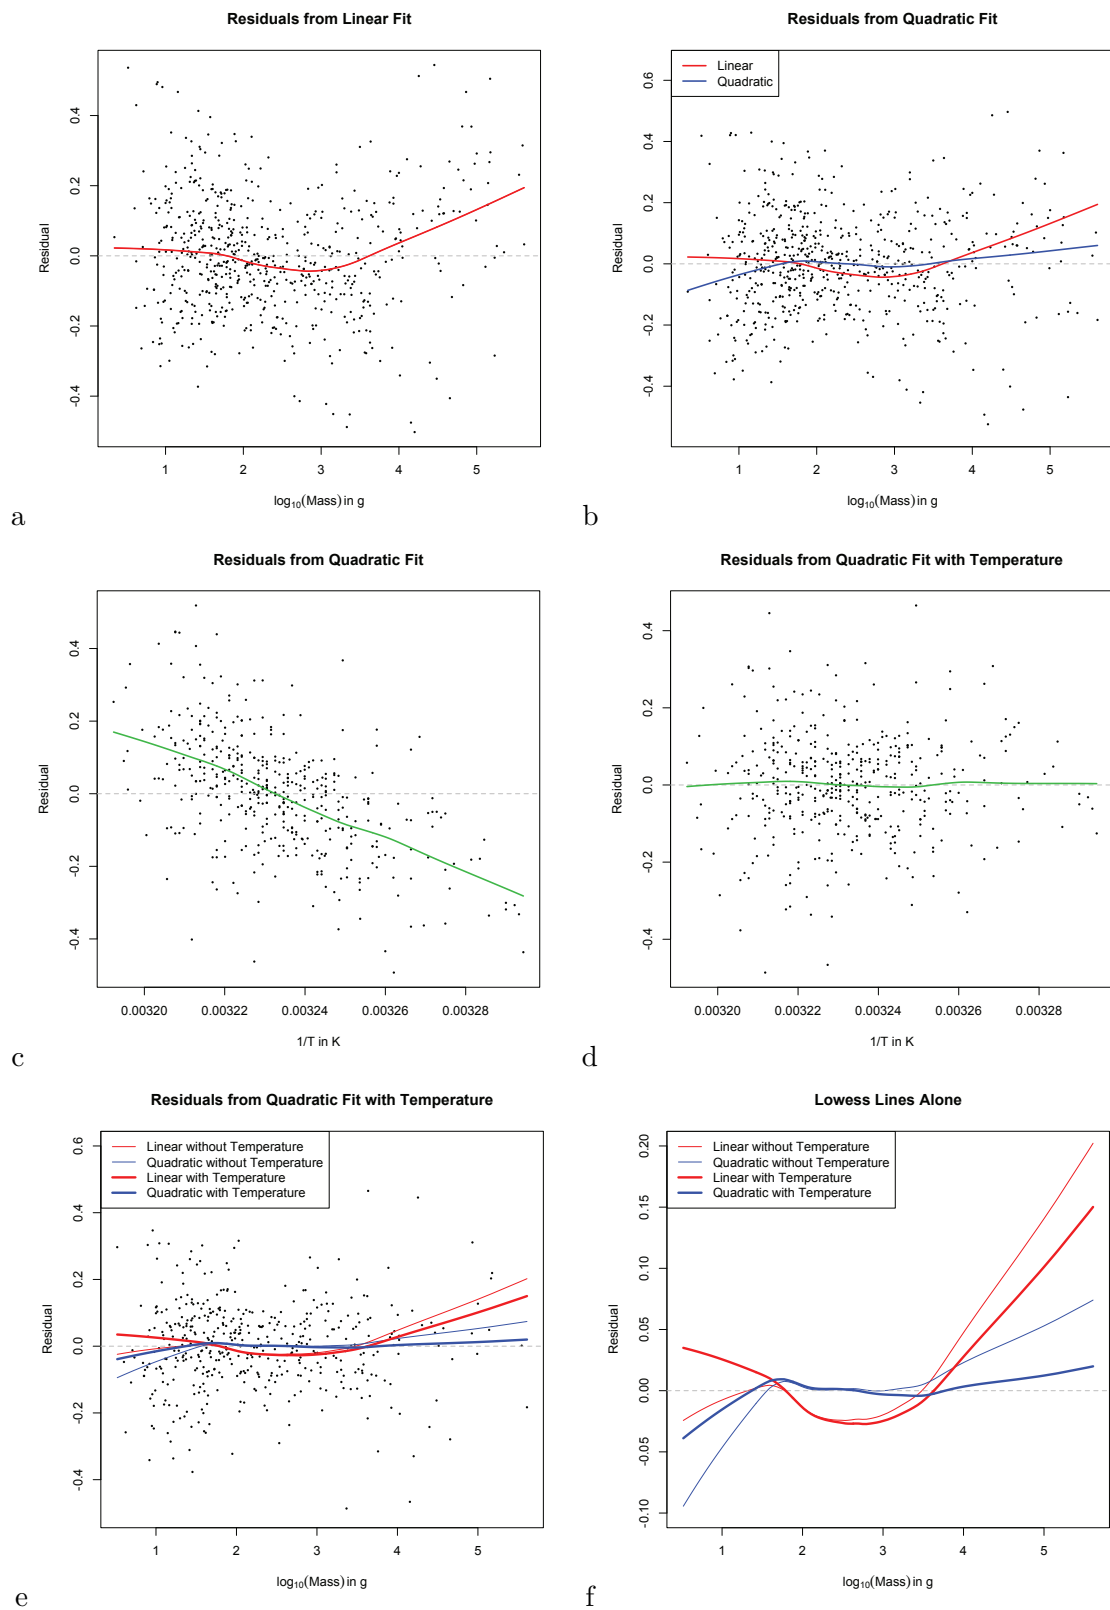 Residuals from Linear Fit
Residual
0.4
0.2
0.0
-0.2
-0.4
1 2 3 4 5
log10(Mass) in g
a
Residuals from Quadratic Fit
Linear
Quadratic
Residual
0.6
0.4
0.2
0.0
-0.2
-0.4
1 2 3 4 5
log10(Mass) in g
b
Residuals from Quadratic Fit
Residual
0.4
0.2
0.0
-0.2
-0.4
0.00320 0.00322 0.00324 0.00326 0.00328
1/T in K
c
Residuals from Quadratic Fit with Temperature
Residual
0.4
0.2
0.0
-0.2
-0.4
0.00320 0.00322 0.00324 0.00326 0.00328
1/T in K
d
Residuals from Quadratic Fit with Temperature
Linear without Temperature
Quadratic without Temperature
Linear with Temperature
Quadratic with Temperature
Residual
0.6
0.4
0.2
0.0
-0.2
-0.4
1 2 3 4 5
log10(Mass) in g
e
Lowess Lines Alone
Linear without Temperature
Quadratic without Temperature
Linear with Temperature
Quadratic with Temperature
Residual
0.20
0.15
0.10
0.05
0.00
-0.05
-0.10
1 2 3 4 5
log10(Mass) in g
f